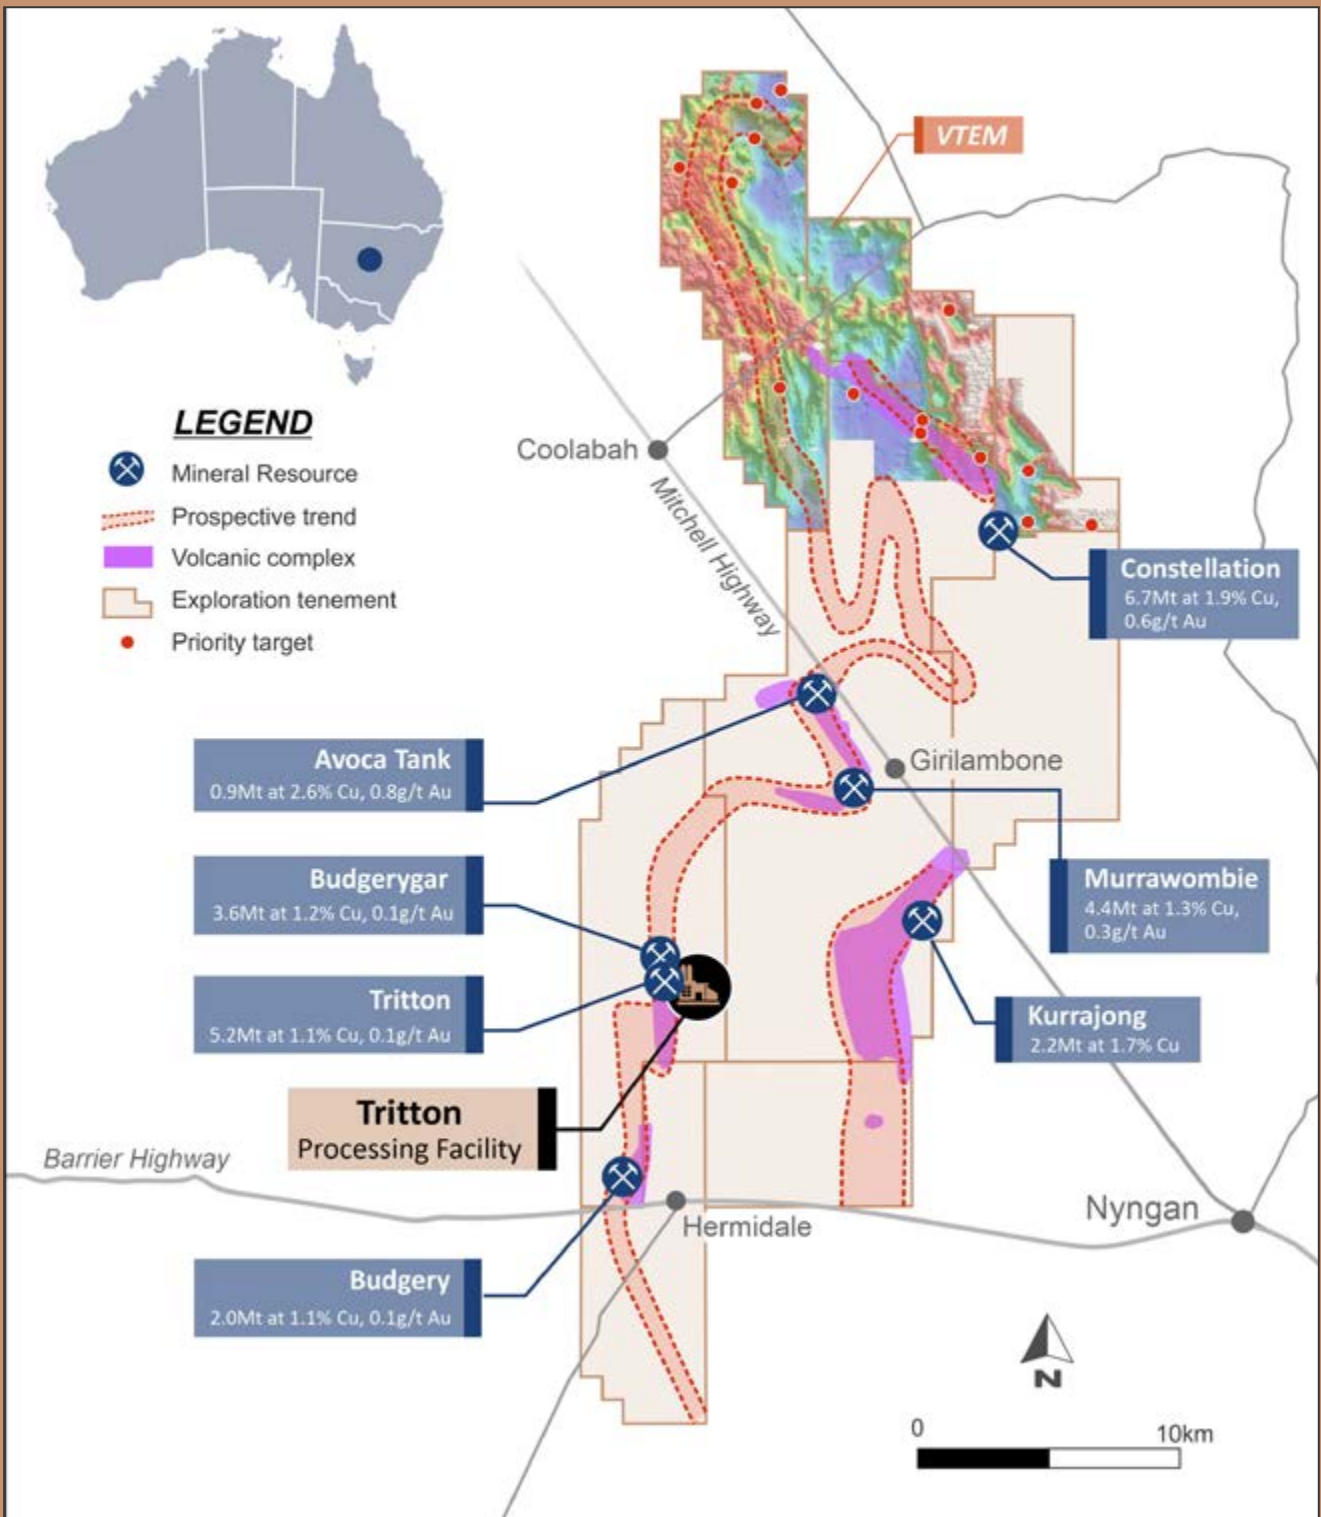 VTEM
LEGEND
Mineral Resource
Prospective trend
Volcanic complex
Exploration tenement
Priority target
Coolabah
Mitchell Highway
Constellation
6.7Mt at 1.9% Cu,
0.6g/t Au
Avoca Tank
0.9Mt at 2.6% Cu, 0.8g/t Au
Girilambone
Budgerygar
3.6Mt at 1.2% Cu, 0.1g/t Au
Murrawombie
4.4Mt at 1.3% Cu,
0.3g/t Au
Tritton
5.2Mt at 1.1% Cu, 0.1g/t Au
Kurrajong
2.2Mt at 1.7% Cu
Tritton
Processing Facility
Barrier Highway
Hermidale
Nyngan
Budgery
2.0Mt at 1.1% Cu, 0.1g/t Au
N
0 10km